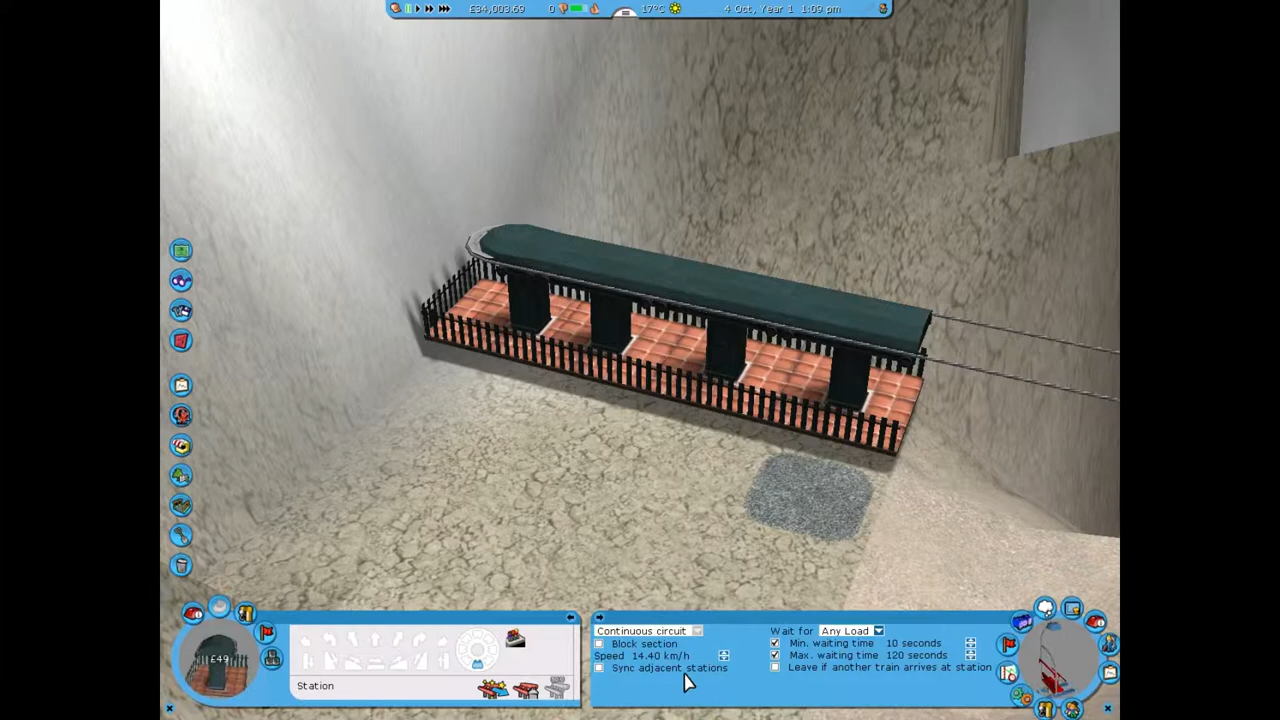 £34,003.69 0 17°C 4 Oct, Year 1 1:09 pm
£49
Station
Continuous circuit
Block section
Speed 14.40 km/h
Sync adjacent stations
Wait for Any Load
Min. waiting time 10 seconds
Max. waiting time 120 seconds
Leave if another train arrives at station